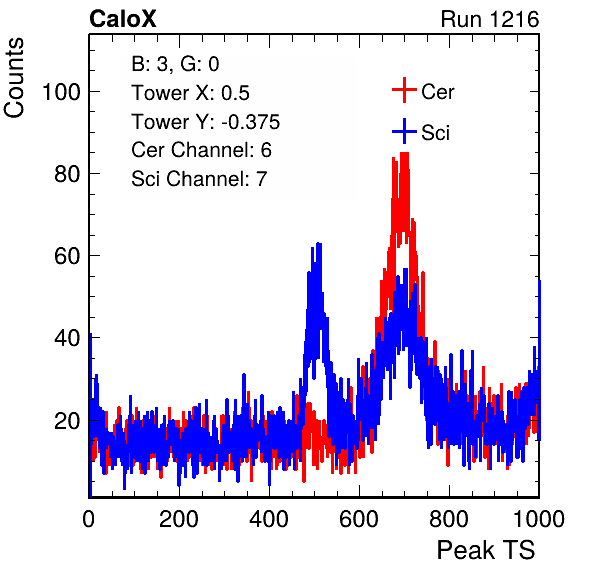 CaloX Run 1216
Counts
B: 3, G: 0
Tower X: 0.5
Tower Y: -0.375
Cer Channel: 6
Sci Channel: 7
Cer
Sci
100
80
60
40
20
0 200 400 600 800 1000
Peak TS